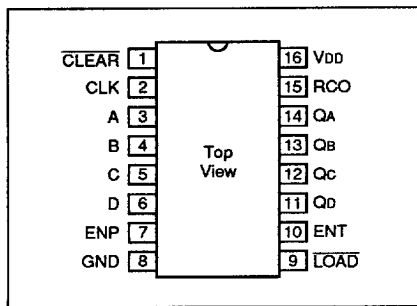 CLEAR 1 16 VDD
CLK 2 15 RCO
A 3 14 QA
B 4 13 QB
C 5 12 QC
D 6 11 QD
ENP 7 10 ENT
GND 8 9 LOAD
Top
View